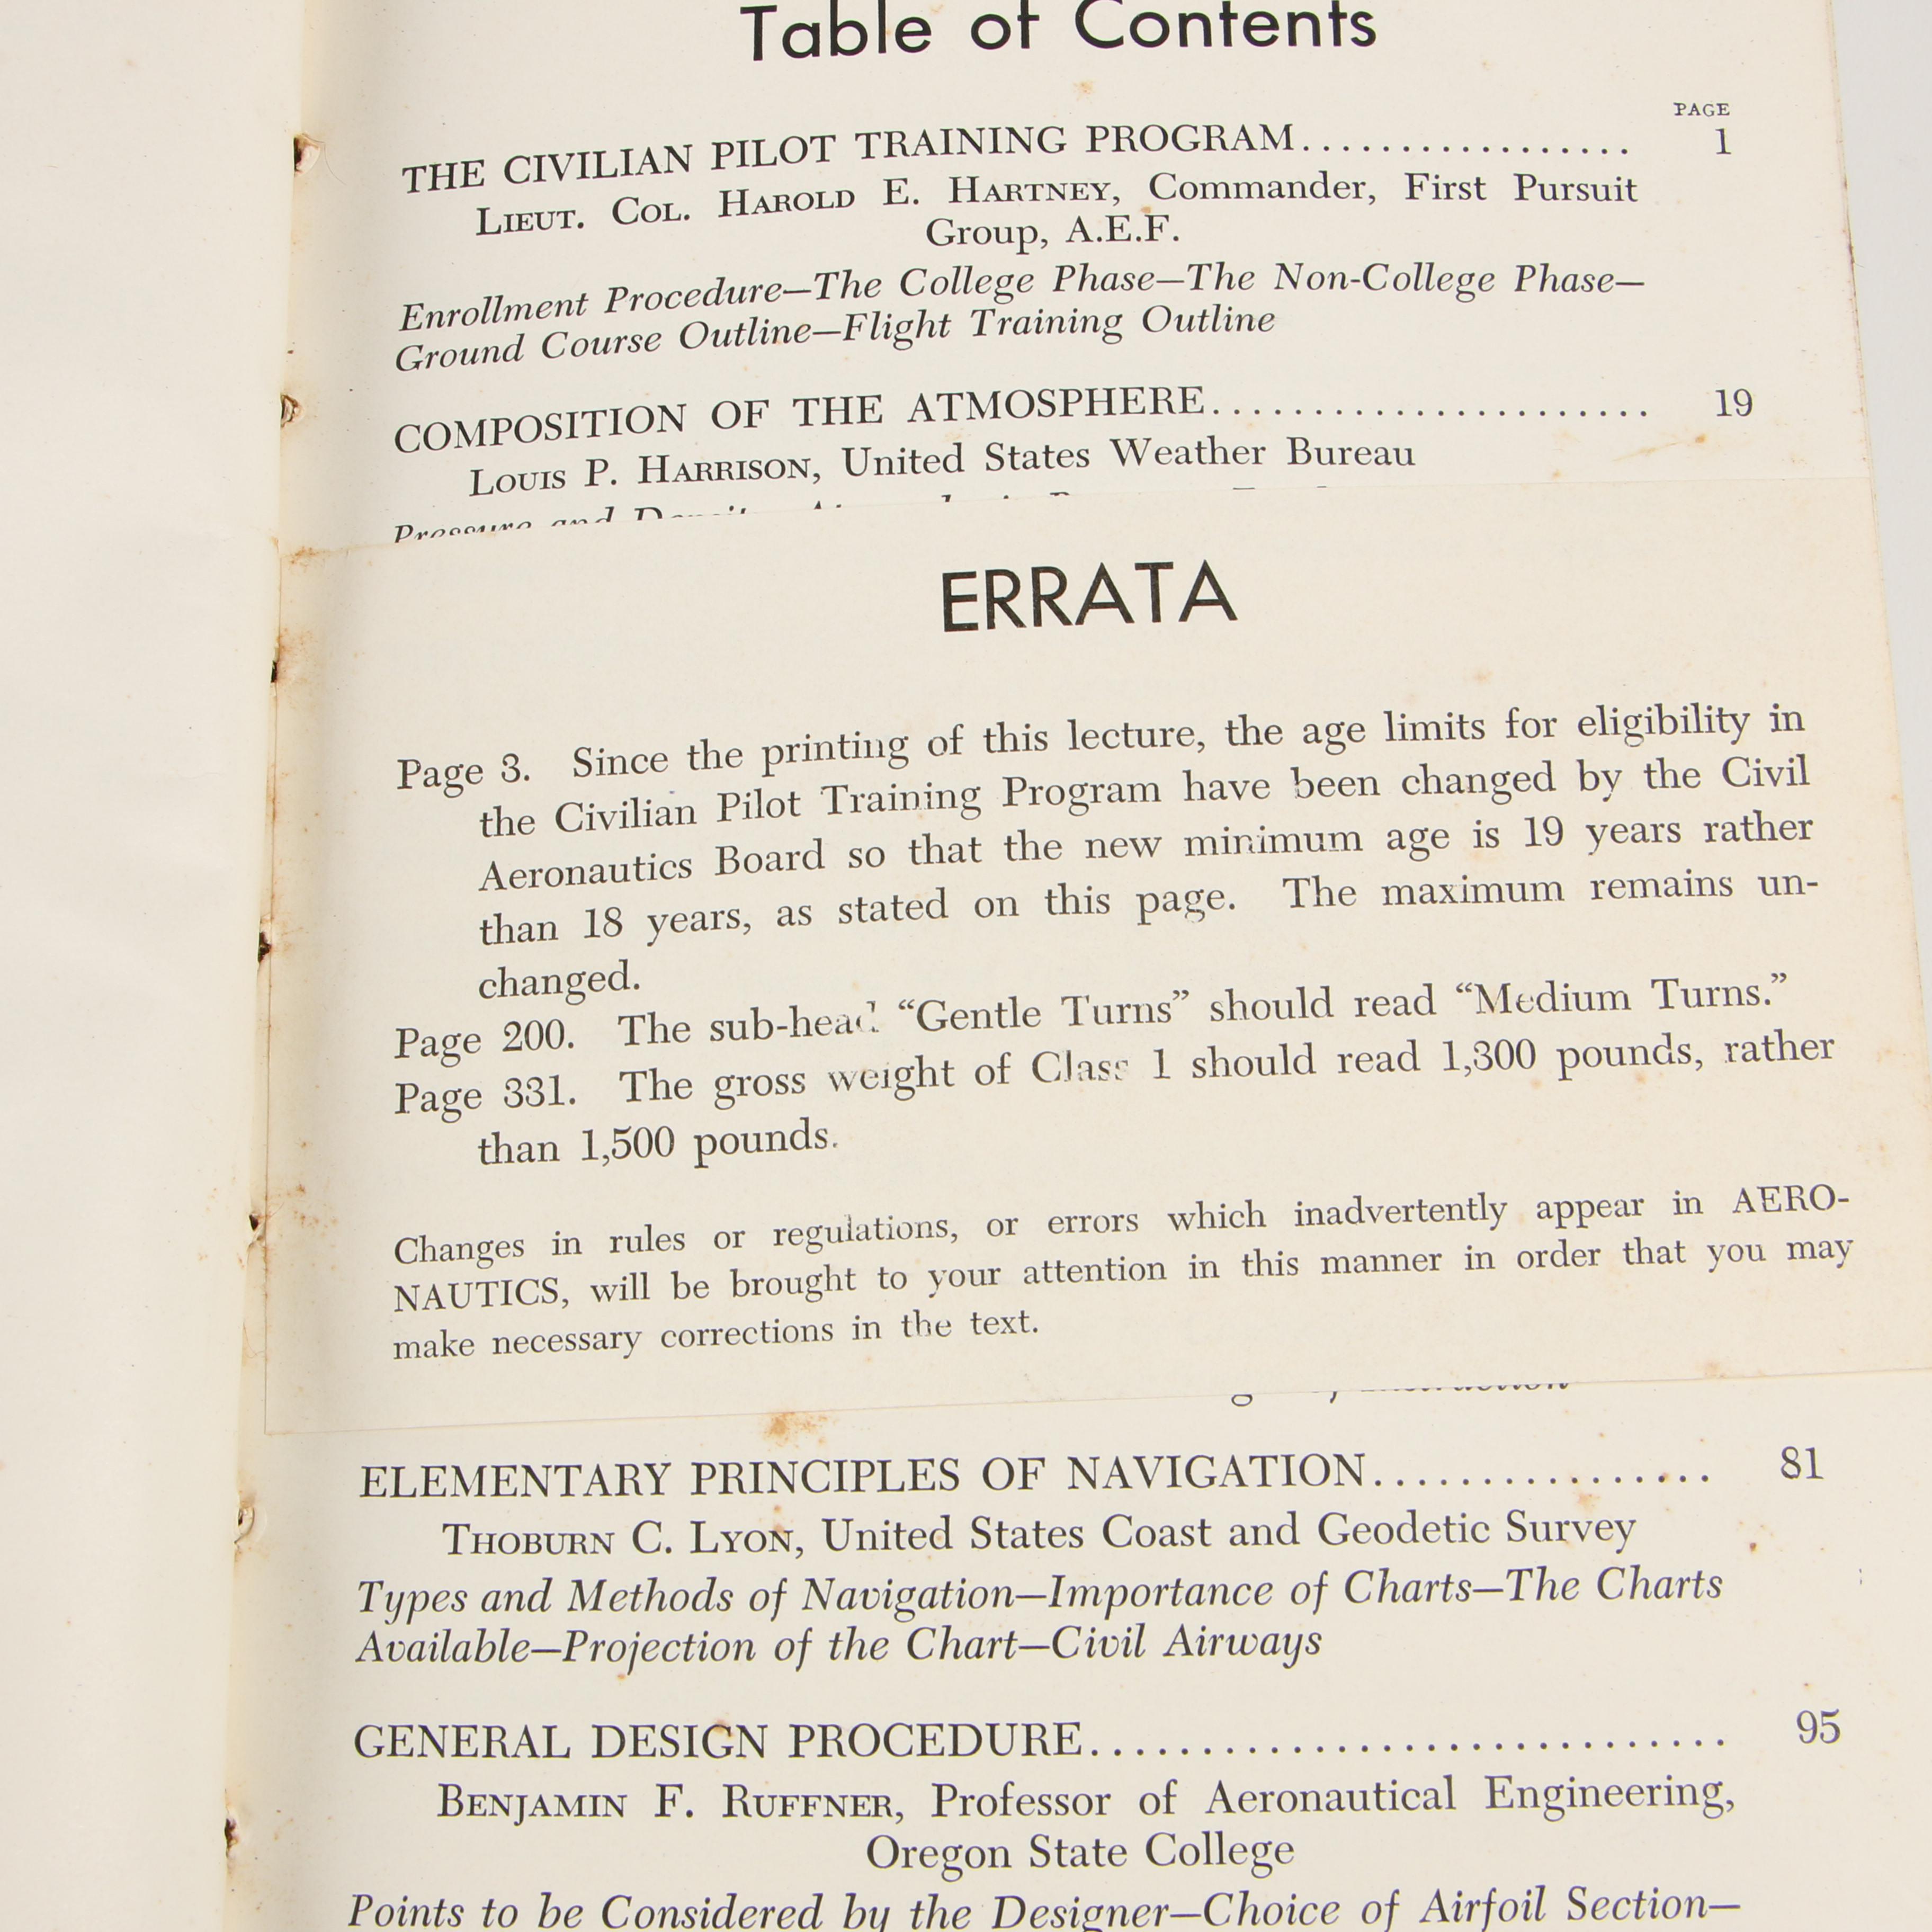 Table of Contents
PAGE
THE CIVILIAN PILOT TRAINING PROGRAM................. 1
LIEUT. COL. HAROLD E. HARTNEY, Commander, First Pursuit
Group, A.E.F.
Enrollment Procedure—The College Phase—The Non-College Phase—
Ground Course Outline—Flight Training Outline
COMPOSITION OF THE ATMOSPHERE...................... 19
LOUIS P. HARRISON, United States Weather Bureau
Pressure and
ERRATA
Page 3. Since the printing of this lecture, the age limits for eligibility in
the Civilian Pilot Training Program have been changed by the Civil
Aeronautics Board so that the new minimum age is 19 years rather
than 18 years, as stated on this page. The maximum remains un-
changed.
Page 200. The sub-head “Gentle Turns” should read “Medium Turns.”
Page 331. The gross weight of Class 1 should read 1,300 pounds, rather
than 1,500 pounds.
Changes in rules or regulations, or errors which inadvertently appear in AERO-
NAUTICS, will be brought to your attention in this manner in order that you may
make necessary corrections in the text.
ELEMENTARY PRINCIPLES OF NAVIGATION................ 81
THOBURN C. LYON, United States Coast and Geodetic Survey
Types and Methods of Navigation—Importance of Charts—The Charts
Available—Projection of the Chart—Civil Airways
GENERAL DESIGN PROCEDURE............................. 95
BENJAMIN F. RUFFNER, Professor of Aeronautical Engineering,
Oregon State College
Points to be Considered by the Designer—Choice of Airfoil Section—